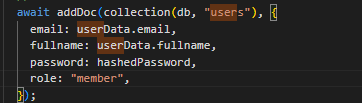 await addDoc(collection(db, "users"), {
email: userData.email,
fullname: userData.fullname,
password: hashedPassword,
role: "member",
});